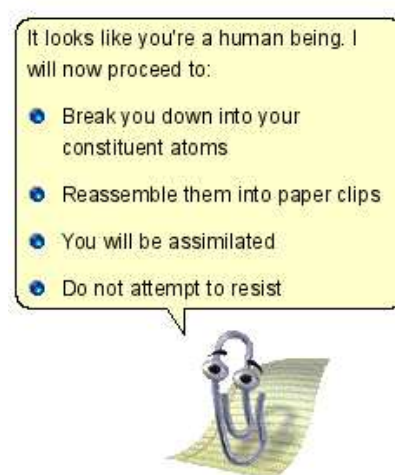 It looks like you're a human being. I
will now proceed to:
Break you down into your
constituent atoms
Reassemble them into paper clips
You will be assimilated
Do not attempt to resist